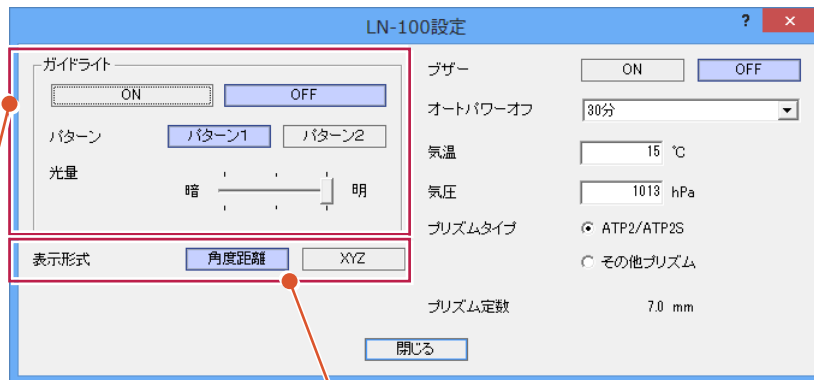 LN-100設定
? ×
ガイドライト
ON OFF
パターン パターン1 パターン2
光量 暗 明
表示形式 角度距離 XYZ
ブザー ON OFF
オートパワーオフ 30分
気温 15 ℃
気圧 1013 hPa
プリズムタイプ ATP2/ATP2S
その他プリズム
プリズム定数 7.0 mm
閉じる